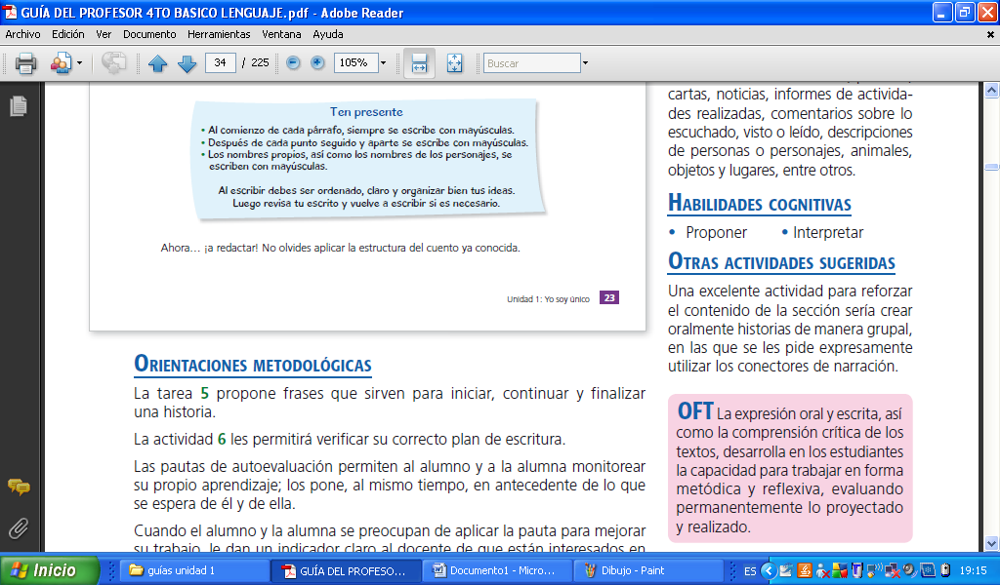 GUÍA DEL PROFESOR 4TO BASICO LENGUAJE.pdf - Adobe Reader
Archivo Edición Ver Documento Herramientas Ventana Ayuda
34 / 225 105% Buscar
Ten presente
• Al comienzo de cada párrafo, siempre se escribe con mayúsculas.
• Después de cada punto seguido y aparte se escribe con mayúsculas.
• Los nombres propios, así como los nombres de los personajes, se
escriben con mayúsculas.
Al escribir debes ser ordenado, claro y organizar bien tus ideas.
Luego revisa tu escrito y vuelve a escribir si es necesario.
Ahora... ¡a redactar! No olvides aplicar la estructura del cuento ya conocida.
Unidad 1: Yo soy único 23
ORIENTACIONES METODOLÓGICAS
La tarea 5 propone frases que sirven para iniciar, continuar y finalizar
una historia.
La actividad 6 les permitirá verificar su correcto plan de escritura.
Las pautas de autoevaluación permiten al alumno y a la alumna monitorear
su propio aprendizaje; los pone, al mismo tiempo, en antecedente de lo que
se espera de él y de ella.
Cuando el alumno y la alumna se preocupan de aplicar la pauta para mejorar
su trabajo, le dan un indicador claro al docente de que están interesados en
cartas, noticias, informes de activida-
des realizadas, comentarios sobre lo
escuchado, visto o leído, descripciones
de personas o personajes, animales,
objetos y lugares, entre otros.
HABILIDADES COGNITIVAS
• Proponer • Interpretar
OTRAS ACTIVIDADES SUGERIDAS
Una excelente actividad para reforzar
el contenido de la sección sería crear
oralmente historias de manera grupal,
en las que se les pide expresamente
utilizar los conectores de narración.
OFT La expresión oral y escrita, así
como la comprensión crítica de los
textos, desarrolla en los estudiantes
la capacidad para trabajar en forma
metódica y reflexiva, evaluando
permanentemente lo proyectado
y realizado.
Inicio guías unidad 1 GUÍA DEL PROFESO... Documento1 - Micro... Dibujo - Paint ES 19:15